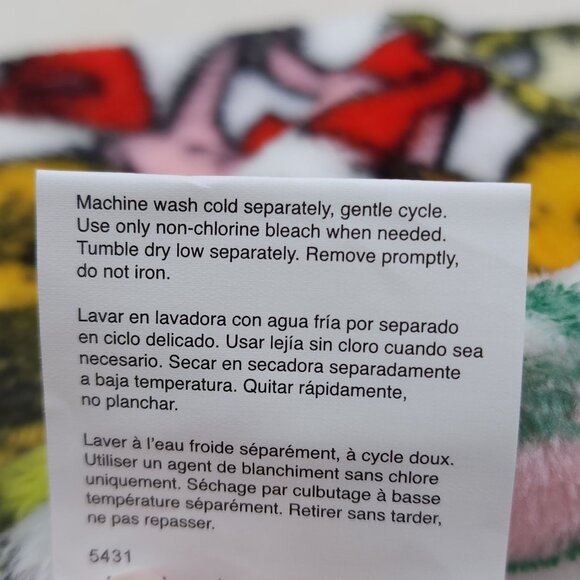 Machine wash cold separately, gentle cycle.
Use only non-chlorine bleach when needed.
Tumble dry low separately. Remove promptly,
do not iron.
Lavar en lavadora con agua fría por separado
en ciclo delicado. Usar lejía sin cloro cuando sea
necesario. Secar en secadora separadamente
a baja temperatura. Quitar rápidamente,
no planchar.
Laver à l'eau froide séparément, à cycle doux.
Utiliser un agent de blanchiment sans chlore
uniquement. Séchage par culbutage à basse
température séparément. Retirer sans tarder,
ne pas repasser.
5431